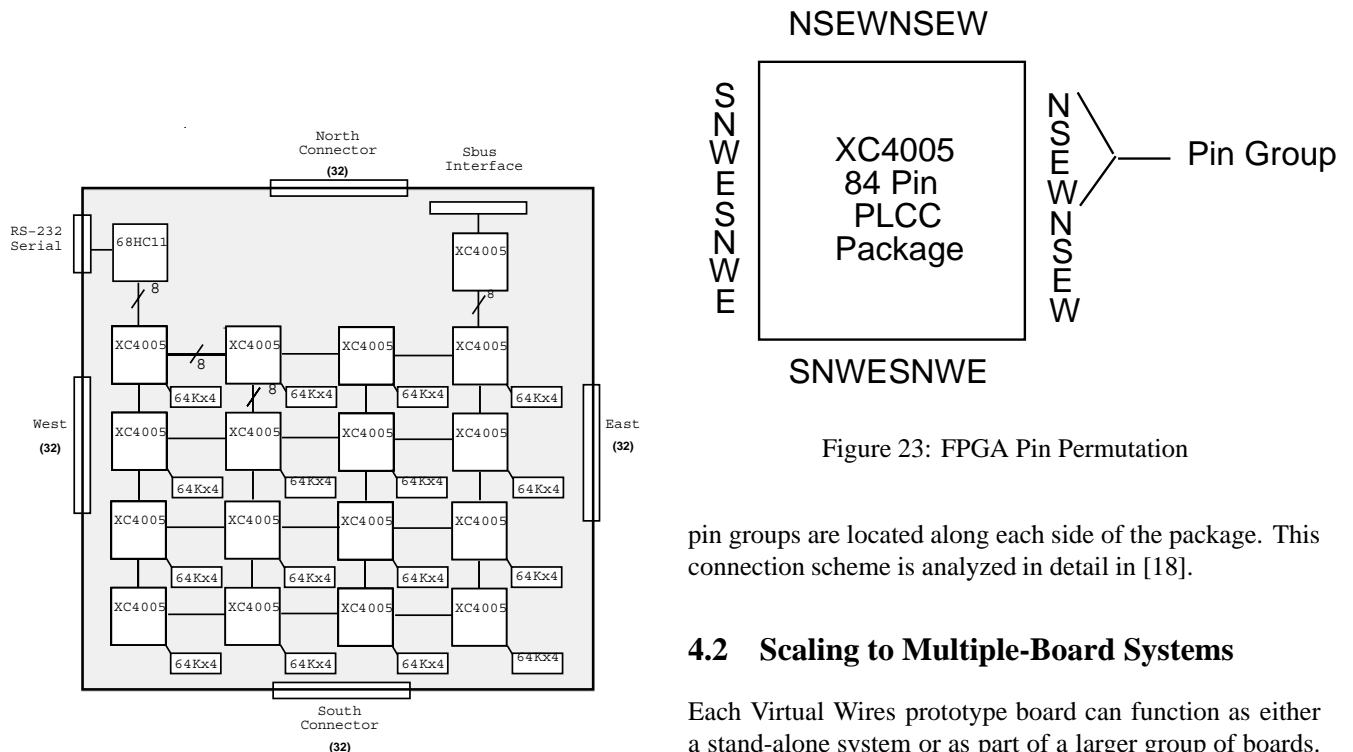 North
Connector
(32)
Sbus
Interface
RS-232
Serial
68HC11
XC4005
8
8
XC4005
XC4005
XC4005
XC4005
8
64Kx4
8
64Kx4
64Kx4
64Kx4
West
(32)
East
(32)
XC4005
XC4005
XC4005
XC4005
64Kx4
64Kx4
64Kx4
64Kx4
XC4005
XC4005
XC4005
XC4005
64Kx4
64Kx4
64Kx4
64Kx4
XC4005
XC4005
XC4005
XC4005
64Kx4
64Kx4
64Kx4
64Kx4
South
Connector
(32)
NSEWNSEW
SNWESNWE
XC4005
84 Pin
PLCC
Package
NSEWNSEW
Pin Group
SNWESNWE
Figure 23: FPGA Pin Permutation
pin groups are located along each side of the package. This
connection scheme is analyzed in detail in [18].
4.2 Scaling to Multiple-Board Systems
Each Virtual Wires prototype board can function as either
a stand-alone system or as part of a larger group of boards.